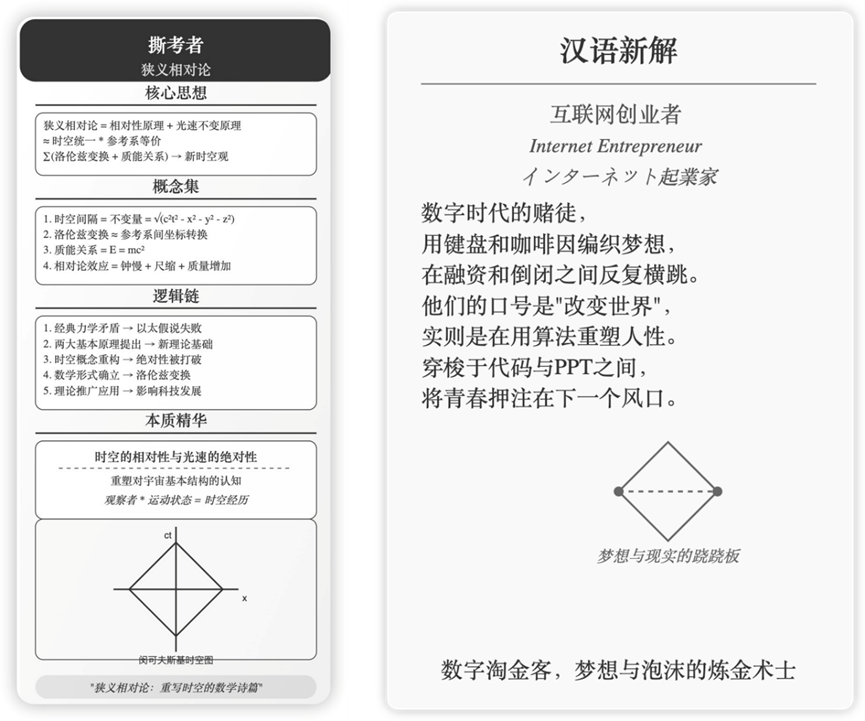 撕考者
狭义相对论
核心思想
狭义相对论 = 相对性原理 + 光速不变原理
≈ 时空统一 * 参考系等价
∑(洛伦兹变换 + 质能关系) → 新时空观
概念集
1. 时空间隔 = 不变量 = √(c²t² - x² - y² - z²)
2. 洛伦兹变换 ≈ 参考系间坐标转换
3. 质能关系 = E = mc²
4. 相对论效应 = 钟慢 + 尺缩 + 质量增加
逻辑链
1. 经典力学矛盾 → 以太假说失败
2. 两大基本原理提出 → 新理论基础
3. 时空概念重构 → 绝对性被打破
4. 数学形式确立 → 洛伦兹变换
5. 理论推广应用 → 影响科技发展
本质精华
时空的相对性与光速的绝对性
重塑对宇宙基本结构的认知
观察者 * 运动状态 = 时空经历
ct
x
闵可夫斯基时空图
"狭义相对论：重写时空的数学诗篇"
汉语新解
互联网创业者
Internet Entrepreneur
インターネット起業家
数字时代的赌徒，
用键盘和咖啡因编织梦想，
在融资和倒闭之间反复横跳。
他们的口号是"改变世界"，
实则是在用算法重塑人性。
穿梭于代码与PPT之间，
将青春押注在下一个风口。
梦想与现实的跷跷板
数字淘金客，梦想与泡沫的炼金术士